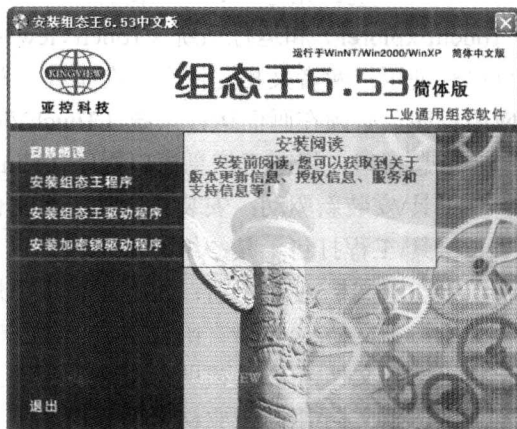 安装组态王6.53中文版
运行于WinNT/Win2000/WinXP 简体中文版
KINGVIEW
组态王6.53简体版
亚控科技
工业通用组态软件
安装阅读
安装阅读
安装前阅读,您可以获取到关于
版本更新信息、授权信息、服务和
支持信息等!
安装组态王程序
安装组态王驱动程序
安装加密锁驱动程序
KINGVIEW
KINGVIEW
退出